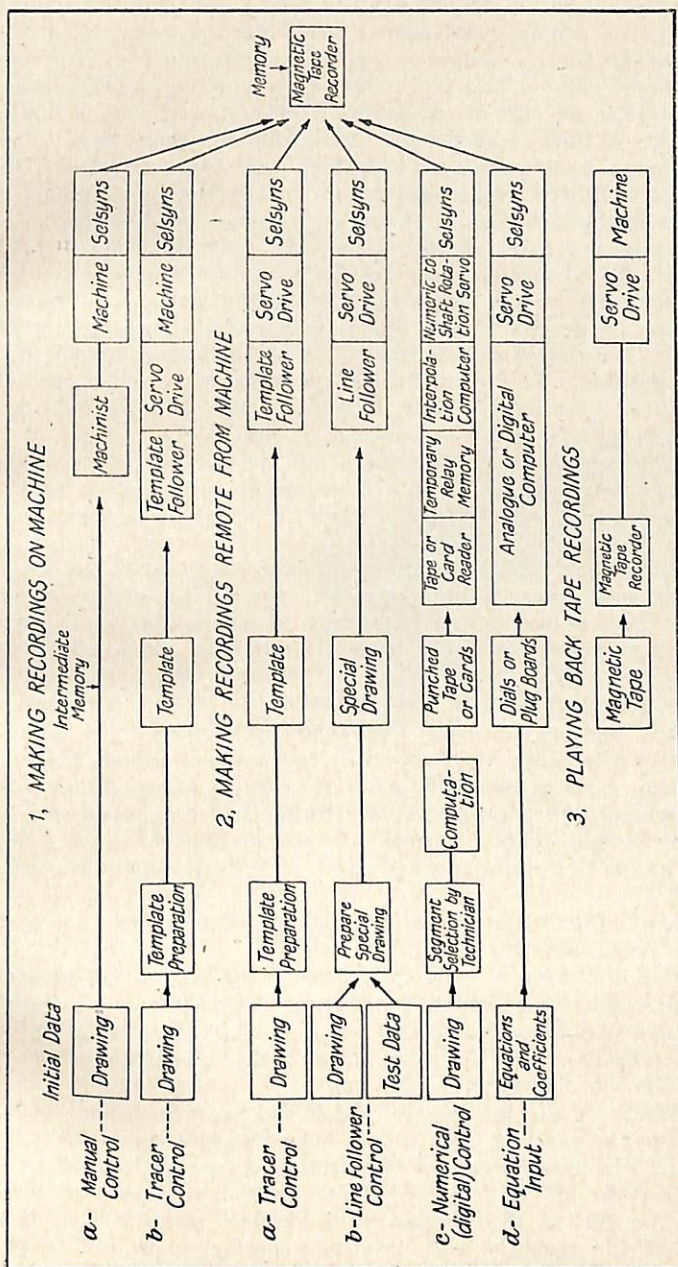 Initial Data
Intermediate
Memory
Memory
1, MAKING RECORDINGS ON MACHINE
a- Manual
Control
Drawing
Machinist
Machine
Selsyns
b- Tracer
Control
Drawing
Template
Preparation
Template
Template
Follower
Servo
Drive
Machine
Selsyns
Magnetic
Tape
Recorder
2, MAKING RECORDINGS REMOTE FROM MACHINE
a- Tracer
Control
Drawing
Template
Preparation
Template
Template
Follower
Servo
Drive
Selsyns
b- Line Follower
Control
Drawing
Test Data
Prepare
Special
Drawing
Special
Drawing
Line
Follower
Servo
Drive
Selsyns
c- Numerical
(digital) Control
Drawing
Segment
Selection by
Technician
Computa-
tion
Punched
Tape
or Cards
Tape or
Card
Reader
Temporary
Relay
Memory
Interpola-
tion
Computer
Numeric to
Shaft Rota-
tion Servo
Selsyns
d- Equation
Input
Equations
and
Coefficients
Dials or
Plug Boards
Analogue or Digital
Computer
Servo
Drive
Selsyns
3, PLAYING BACK TAPE RECORDINGS
Magnetic
Tape
Magnetic
Tape
Recorder
Servo
Drive
Machine